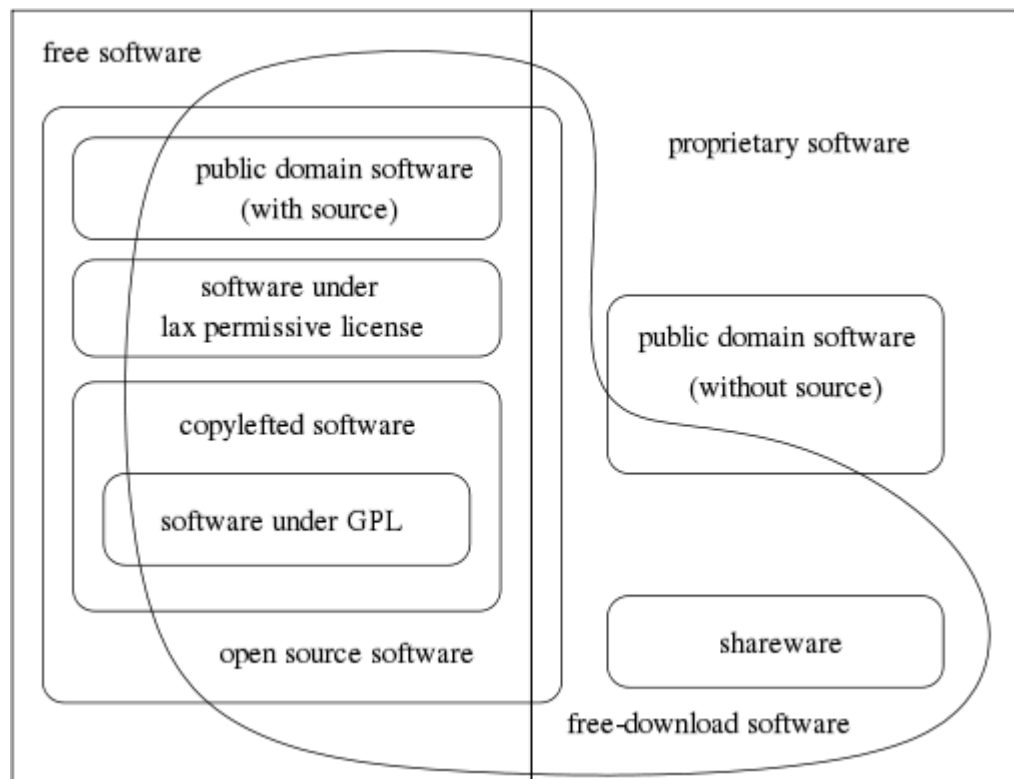 free software
public domain software
(with source)
software under
lax permissive license
copylefted software
software under GPL
open source software
proprietary software
public domain software
(without source)
shareware
free-download software